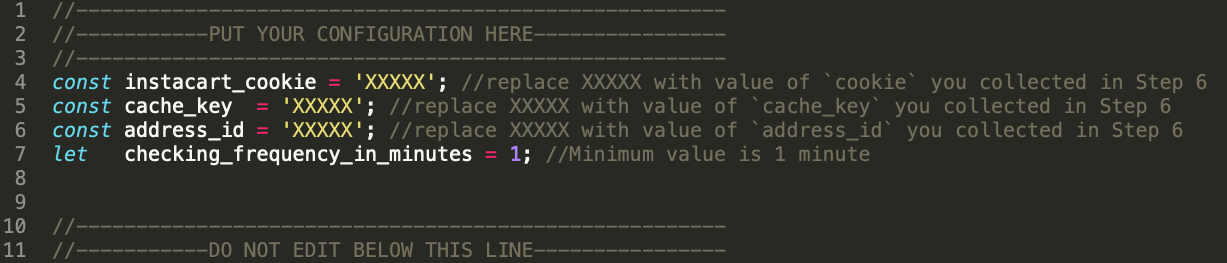 1 //------------------------------------------------------
2 //-----------PUT YOUR CONFIGURATION HERE----------------
3 //------------------------------------------------------
4 const instacart_cookie = 'XXXXX'; //replace XXXXX with value of `cookie` you collected in Step 6
5 const cache_key  = 'XXXXX'; //replace XXXXX with value of `cache_key` you collected in Step 6
6 const address_id = 'XXXXX'; //replace XXXXX with value of `address_id` you collected in Step 6
7 let   checking_frequency_in_minutes = 1; //Minimum value is 1 minute
8
9
10 //------------------------------------------------------
11 //-----------DO NOT EDIT BELOW THIS LINE----------------